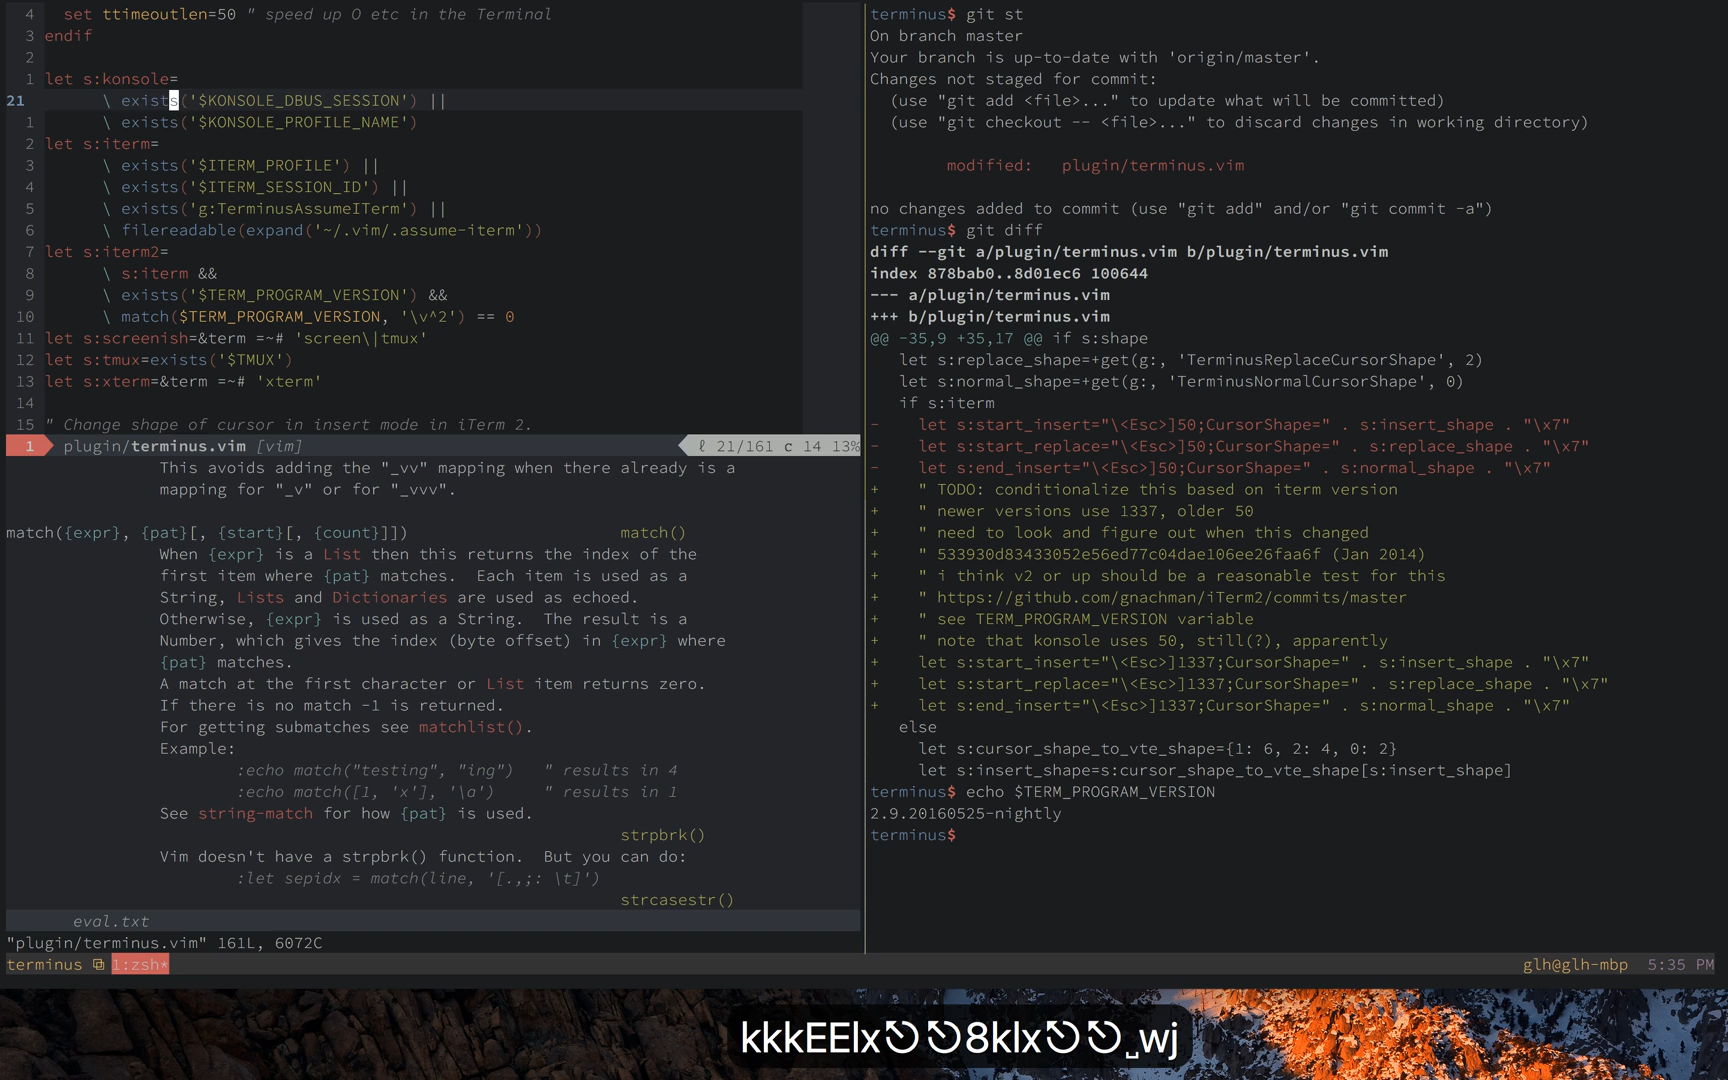 4   set ttimeoutlen=50 " speed up O etc in the Terminal
3 endif
2
1 let s:konsole=
21       \ exists('$KONSOLE_DBUS_SESSION') ||
1       \ exists('$KONSOLE_PROFILE_NAME')
2 let s:iterm=
3       \ exists('$ITERM_PROFILE') ||
4       \ exists('$ITERM_SESSION_ID') ||
5       \ exists('g:TerminusAssumeITerm') ||
6       \ filereadable(expand('~/.vim/.assume-iterm'))
7 let s:iterm2=
8       \ s:iterm &&
9       \ exists('$TERM_PROGRAM_VERSION') &&
10       \ match($TERM_PROGRAM_VERSION, '\v^2') == 0
11 let s:screenish=&term =~# 'screen\|tmux'
12 let s:tmux=exists('$TMUX')
13 let s:xterm=&term =~# 'xterm'
14
15 " Change shape of cursor in insert mode in iTerm 2.
1 plugin/terminus.vim [vim] ℓ 21/161 c 14 13%
This avoids adding the "_vv" mapping when there already is a
mapping for "_v" or for "_vvv".
match({expr}, {pat}[, {start}[, {count}]]) match()
When {expr} is a List then this returns the index of the
first item where {pat} matches.  Each item is used as a
String, Lists and Dictionaries are used as echoed.
Otherwise, {expr} is used as a String.  The result is a
Number, which gives the index (byte offset) in {expr} where
{pat} matches.
A match at the first character or List item returns zero.
If there is no match -1 is returned.
For getting submatches see matchlist().
Example:
:echo match("testing", "ing")   " results in 4
:echo match([1, 'x'], '\a')     " results in 1
See string-match for how {pat} is used.
strpbrk()
Vim doesn't have a strpbrk() function.  But you can do:
:let sepidx = match(line, '[.,;: \t]')
strcasestr()
eval.txt
"plugin/terminus.vim" 161L, 6072C
terminus$ git st
On branch master
Your branch is up-to-date with 'origin/master'.
Changes not staged for commit:
(use "git add <file>..." to update what will be committed)
(use "git checkout -- <file>..." to discard changes in working directory)
modified:   plugin/terminus.vim
no changes added to commit (use "git add" and/or "git commit -a")
terminus$ git diff
diff --git a/plugin/terminus.vim b/plugin/terminus.vim
index 878bab0..8d01ec6 100644
--- a/plugin/terminus.vim
+++ b/plugin/terminus.vim
@@ -35,9 +35,17 @@ if s:shape
let s:replace_shape=+get(g:, 'TerminusReplaceCursorShape', 2)
let s:normal_shape=+get(g:, 'TerminusNormalCursorShape', 0)
if s:iterm
-    let s:start_insert="\<Esc>]50;CursorShape=" . s:insert_shape . "\x7"
-    let s:start_replace="\<Esc>]50;CursorShape=" . s:replace_shape . "\x7"
-    let s:end_insert="\<Esc>]50;CursorShape=" . s:normal_shape . "\x7"
+    " TODO: conditionalize this based on iterm version
+    " newer versions use 1337, older 50
+    " need to look and figure out when this changed
+    " 533930d83433052e56ed77c04dae106ee26faa6f (Jan 2014)
+    " i think v2 or up should be a reasonable test for this
+    " https://github.com/gnachman/iTerm2/commits/master
+    " see TERM_PROGRAM_VERSION variable
+    " note that konsole uses 50, still(?), apparently
+    let s:start_insert="\<Esc>]1337;CursorShape=" . s:insert_shape . "\x7"
+    let s:start_replace="\<Esc>]1337;CursorShape=" . s:replace_shape . "\x7"
+    let s:end_insert="\<Esc>]1337;CursorShape=" . s:normal_shape . "\x7"
else
let s:cursor_shape_to_vte_shape={1: 6, 2: 4, 0: 2}
let s:insert_shape=s:cursor_shape_to_vte_shape[s:insert_shape]
terminus$ echo $TERM_PROGRAM_VERSION
2.9.20160525-nightly
terminus$
terminus ⧉ 1:zsh* glh@glh-mbp 5:35 PM
kkkEElx⎋⎋8klx⎋⎋␣wj